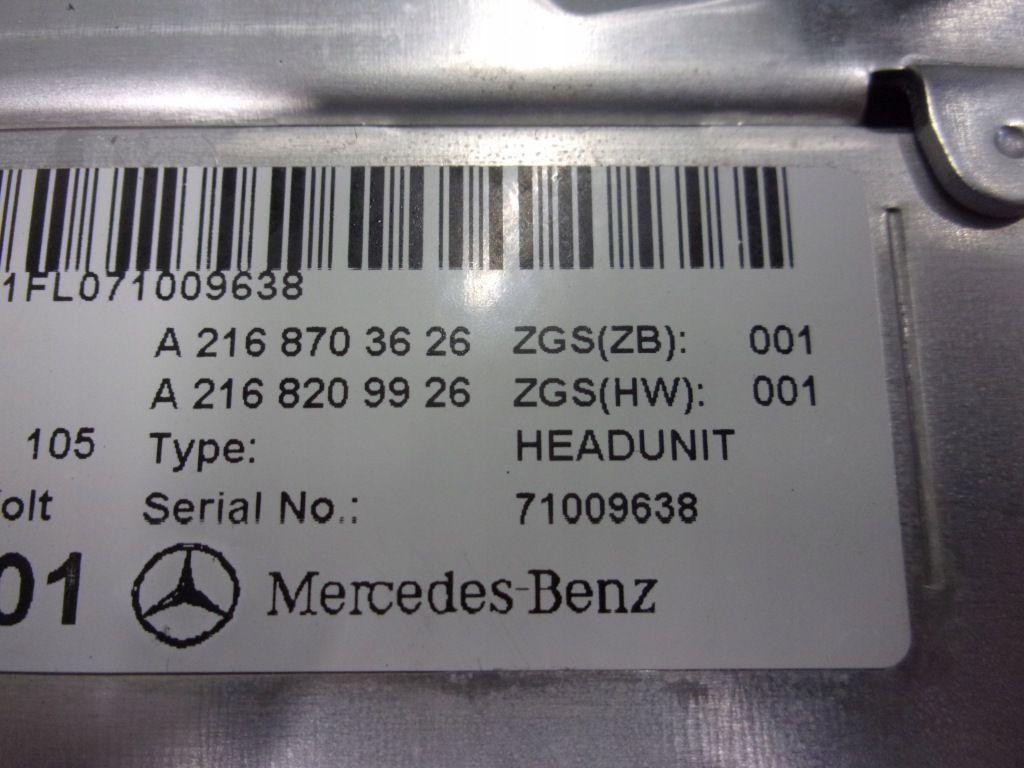 1FL071009638
A 216 870 36 26 ZGS(ZB): 001
A 216 820 99 26 ZGS(HW): 001
105 Type: HEADUNIT
olt Serial No.: 71009638
01 Mercedes-Benz